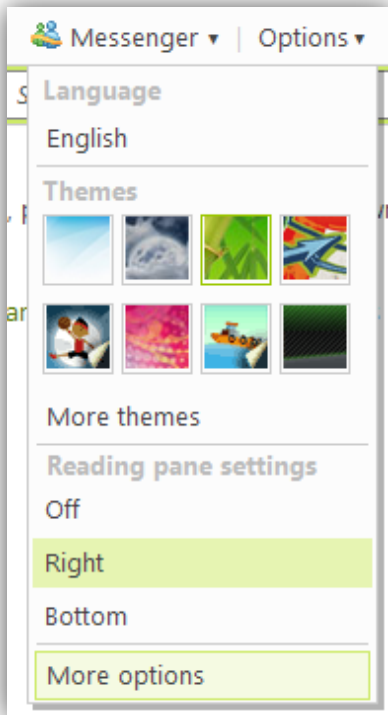 Messenger ▾ | Options ▾
Language
English
Themes
More themes
Reading pane settings
Off
Right
Bottom
More options